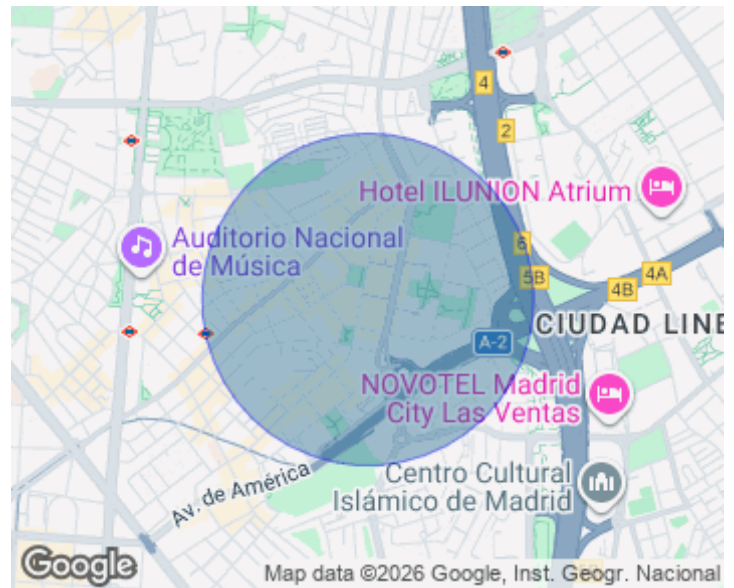 4
2
Hotel ILUNION Atrium
Auditorio Nacional
de Música
6
5B
4A
4B
CIUDAD LINE
A-2
NOVOTEL Madrid
City Las Ventas
Centro Cultural
Islámico de Madrid
Av. de América
Google
Map data ©2026 Google, Inst. Geogr. Nacional